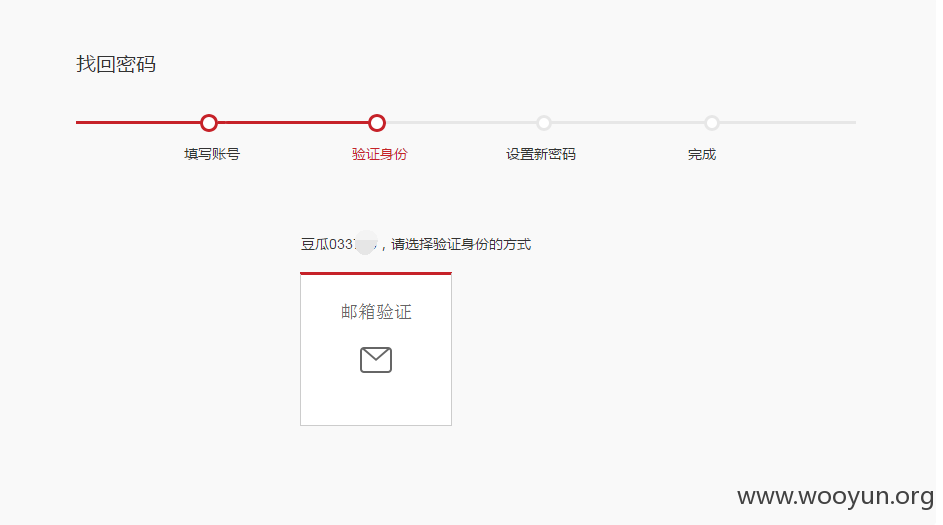 找回密码
填写账号 验证身份 设置新密码 完成
豆瓜033 ，请选择验证身份的方式
邮箱验证
www.wooyun.org